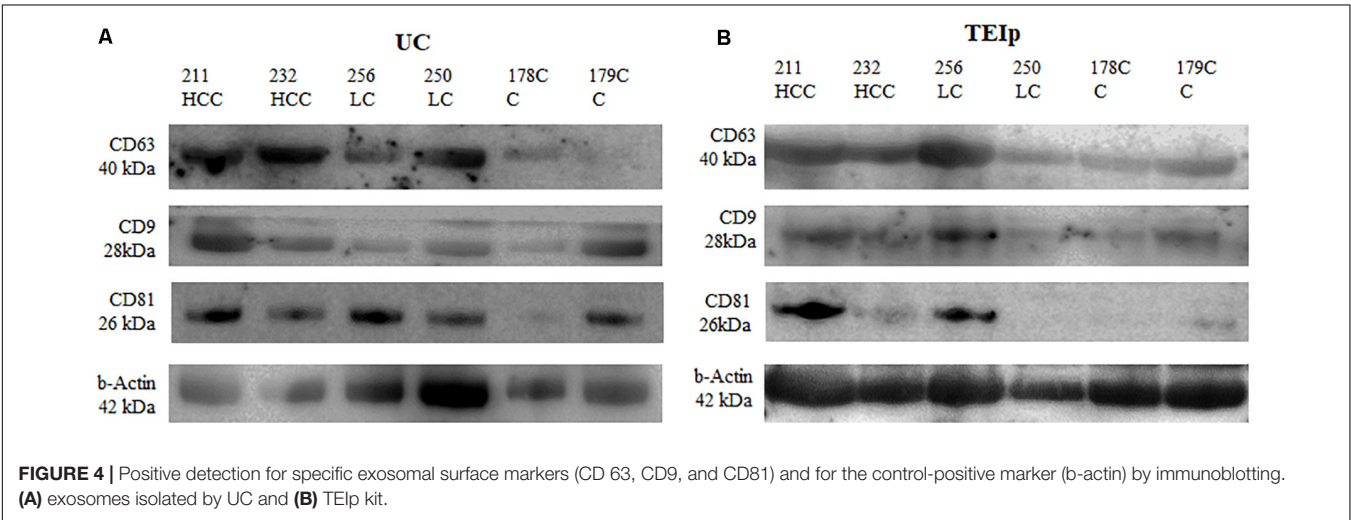 A
UC
211 232 256 250 178C 179C
HCC HCC LC LC C C
CD63
40 kDa
CD9
28kDa
CD81
26 kDa
b-Actin
42 kDa
B
TEIp
211 232 256 250 178C 179C
HCC HCC LC LC C C
CD63
40 kDa
CD9
28kDa
CD81
26kDa
b-Actin
42 kDa
FIGURE 4 | Positive detection for specific exosomal surface markers (CD 63, CD9, and CD81) and for the control-positive marker (b-actin) by immunoblotting.
(A) exosomes isolated by UC and (B) TEIp kit.